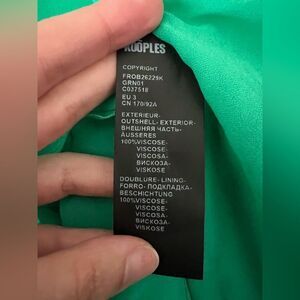 KOOPLES
COPYRIGHT
FROB26229K
GRN01
C037518
EU 3
CN 170/92A
EXTERIEUR-
OUTSHELL- EXTERIOR-
ВНЕШНЯЯ ЧАСТЬ-
ÄUSSERES
100%VISCOSE-
VISCOSE-
VISCOSA-
ВИСКОЗА-
VISKOSE
DOUBLURE- LINING-
FORRO- ПОДКЛАДКА-
BESCHICHTUNG
100%VISCOSE-
VISCOSE-
VISCOSA-
ВИСКОЗА-
VISKOSE